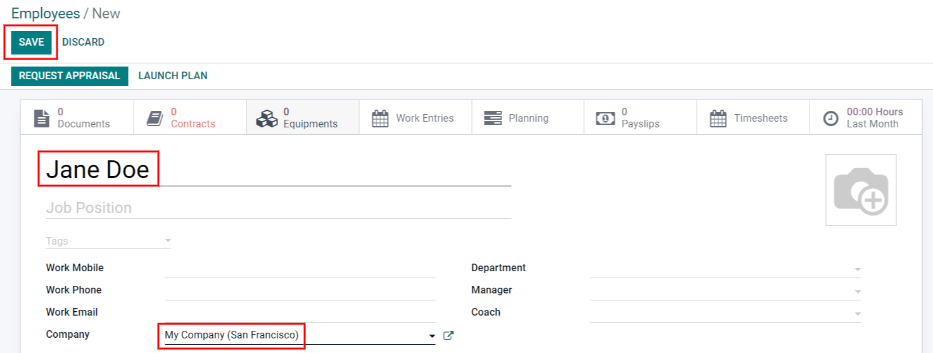 Employees / New
SAVE DISCARD
REQUEST APPRAISAL LAUNCH PLAN
0 Documents
0 Contracts
0 Equipments
Work Entries
Planning
0 Payslips
Timesheets
00:00 Hours Last Month
Jane Doe
Job Position
Tags
Work Mobile
Department
Work Phone
Manager
Work Email
Coach
Company My Company (San Francisco)